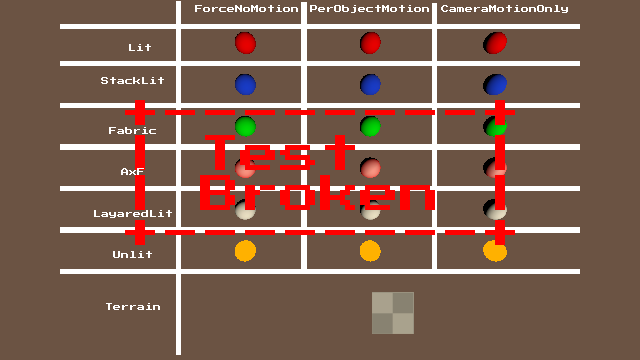 ForceNoMotion PerObjectMotion CameraMotionOnly
Lit
StackLit
Fabric
Test
AxF
Broken
LayaredLit
Unlit
Terrain